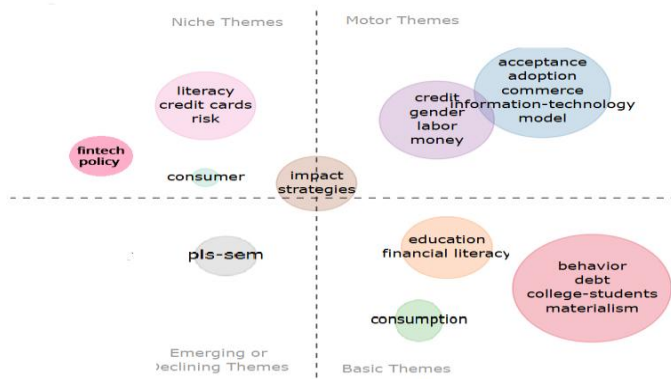 Niche Themes
Motor Themes
literacy
credit cards
risk
acceptance
adoption
commerce
information-technology
model
credit
gender
labor
money
fintech
policy
consumer
impact
strategies
pls-sem
education
financial literacy
behavior
debt
college-students
materialism
consumption
Emerging or
Declining Themes
Basic Themes